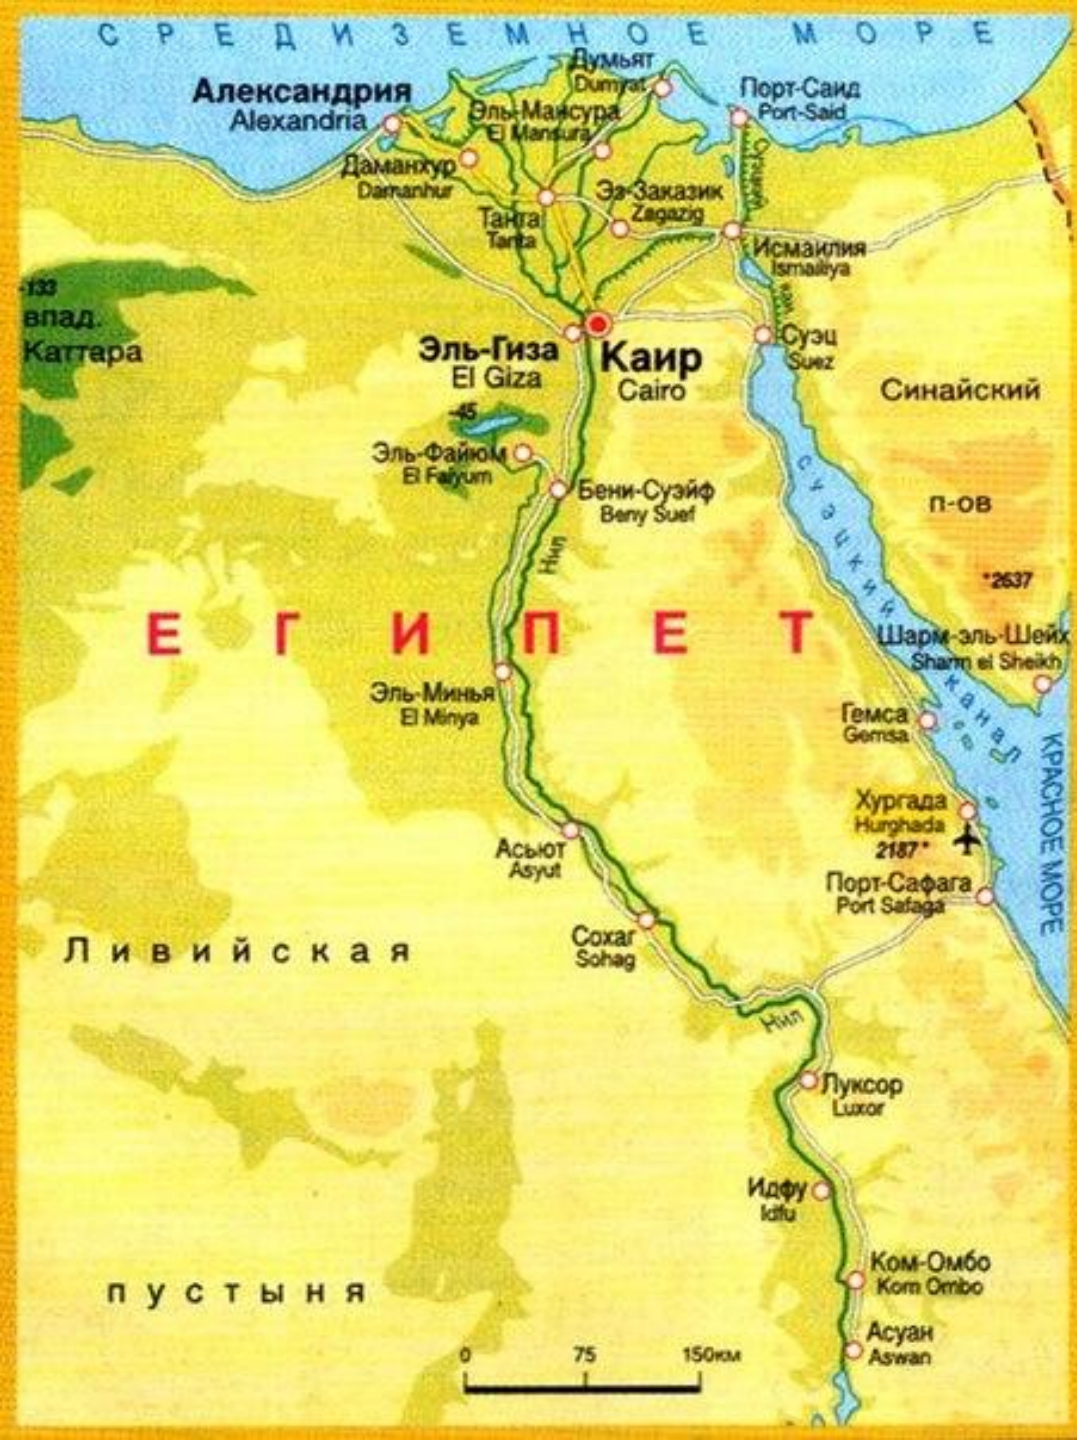 СРЕДИЗЕМНОЕ МОРЕ
Думьят
Dumyat
Александрия
Alexandria
Порт-Саид
Port-Said
Эль-Мансура
El Mansura
Даманхур
Damanhur
Эз-Заказик
Zagazig
Танта
Tanta
Суэцкий
Исмаилия
Ismailiya
-133
впад.
Каттара
кан.
Эль-Гиза
El Giza
Каир
Cairo
Суэц
Suez
Синайский
-45
Эль-Файюм
El Faiyum
Бени-Суэйф
Beny Suef
п-ов
Суэцкий
Нил
2637
ЕГИПЕТ
Шарм-эль-Шейх
Sharm el Sheikh
канал
Эль-Минья
El Minya
Гемса
Gemsa
КРАСНОЕ МОРЕ
Хургада
Hurghada
2187
Асьют
Asyut
Порт-Сафага
Port Safaga
Сохаг
Sohag
Ливийская
Нил
Луксор
Luxor
Идфу
Idfu
Ком-Омбо
Kom Ombo
пустыня
Асуан
Aswan
0 75 150км